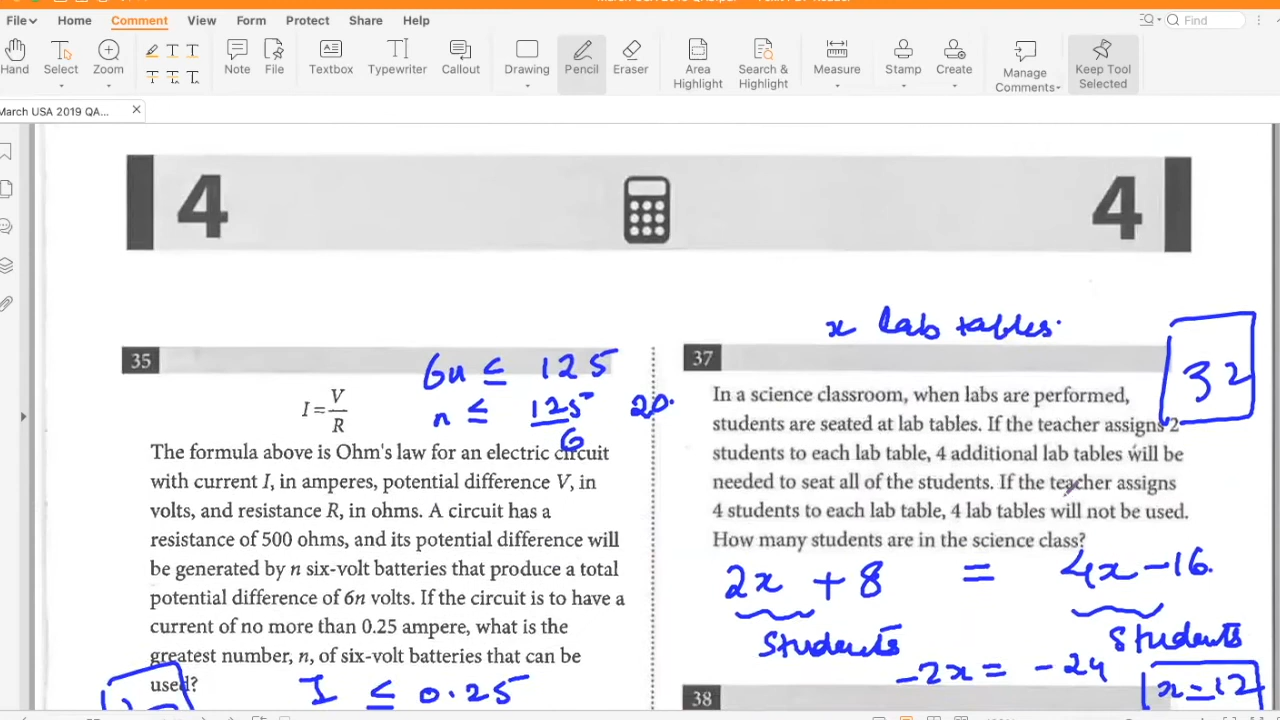 File Home Comment View Form Protect Share Help Find
Hand Select Zoom Note File Textbox Typewriter Callout Drawing Pencil Eraser Area Highlight Search & Highlight Measure Stamp Create Manage Comments Keep Tool Selected
March USA 2019 QA...
4 4
x lab tables.
35
6n ≤ 125
n ≤ 125/6 20.
I = V/R
The formula above is Ohm's law for an electric circuit
with current I, in amperes, potential difference V, in
volts, and resistance R, in ohms. A circuit has a
resistance of 500 ohms, and its potential difference will
be generated by n six-volt batteries that produce a total
potential difference of 6n volts. If the circuit is to have a
current of no more than 0.25 ampere, what is the
greatest number, n, of six-volt batteries that can be
used?
I ≤ 0.25
37
32
In a science classroom, when labs are performed,
students are seated at lab tables. If the teacher assigns 2
students to each lab table, 4 additional lab tables will be
needed to seat all of the students. If the teacher assigns
4 students to each lab table, 4 lab tables will not be used.
How many students are in the science class?
2x + 8 = 4x - 16.
Students Students
-2x = -24
x = 12
38